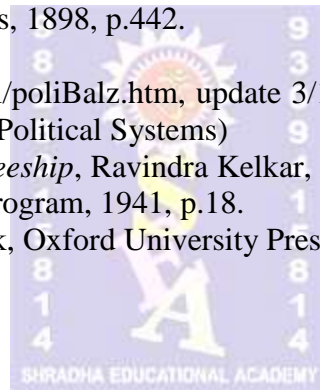 s, 1898, p.442.
/poliBalz.htm, update 3/
Political Systems)
eeship, Ravindra Kelkar,
rogram, 1941, p.18.
k, Oxford University Pres
SHRADHA EDUCATIONAL ACADEMY